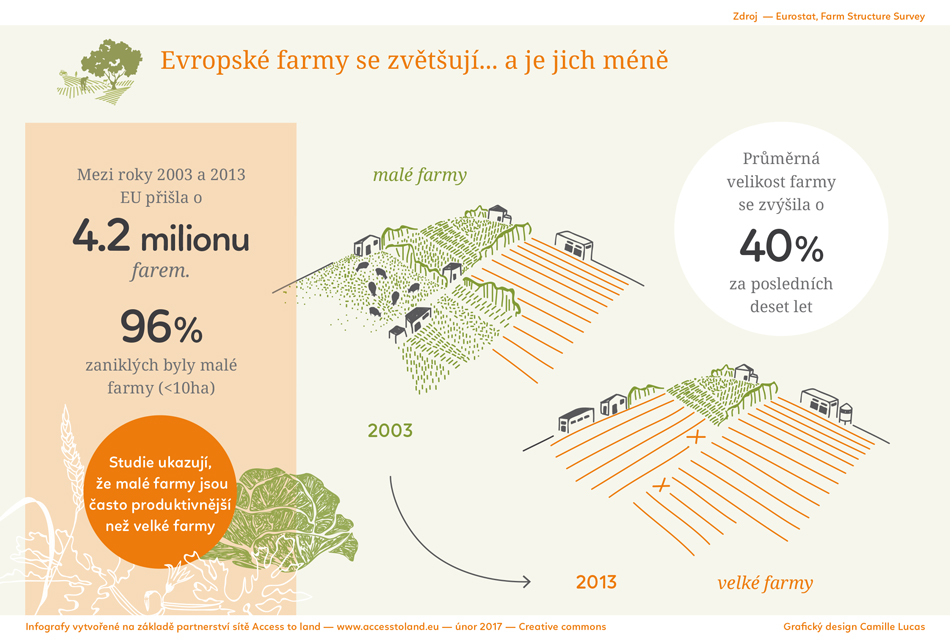 Zdroj — Eurostat, Farm Structure Survey
Evropské farmy se zvětšují... a je jich méně
Mezi roky 2003 a 2013
EU přišla o
4.2 milionu
farem.
96%
zaniklých byly malé
farmy (<10ha)
Studie ukazují,
že malé farmy jsou
často produktivnější
než velké farmy
malé farmy
2003
Průměrná
velikost farmy
se zvýšila o
40%
za posledních
deset let
2013
velké farmy
Infografy vytvořené na základě partnerství sítě Access to land — www.accesstoland.eu — únor 2017 — Creative commons
Grafický design Camille Lucas